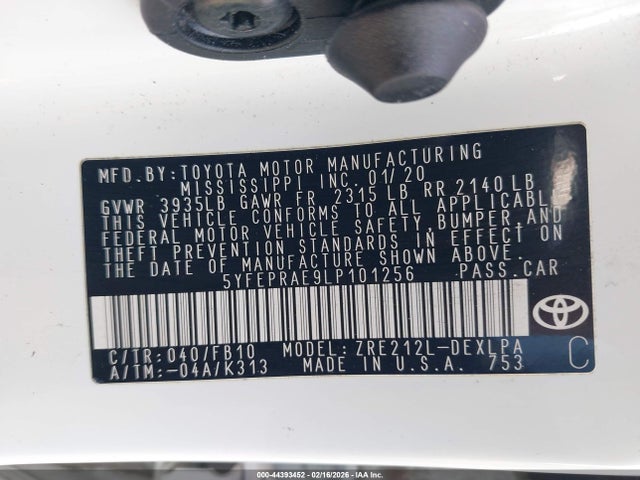 MFD.BY:TOYOTA MOTOR MANUFACTURING
MISSISSIPPI INC. 01/20
GVWR 3935LB GAWR FR 2315 LB RR 2140 LB
THIS VEHICLE CONFORMS TO ALL APPLICABLE
FEDERAL MOTOR VEHICLE SAFETY,BUMPER,AND
THEFT PREVENTION STANDARDS IN EFFECT ON
THE DATE OF MANUFACTURE SHOWN ABOVE.
5YFEPRAE9LP101256 PASS.CAR
C/TR: 040/FB10 MODEL: ZRE212L-DEXLPA
A/TM:-04A/K313 MADE IN U.S.A. 753
C
TOYOTA
000-44393452 - 02/16/2026 - IAA Inc.